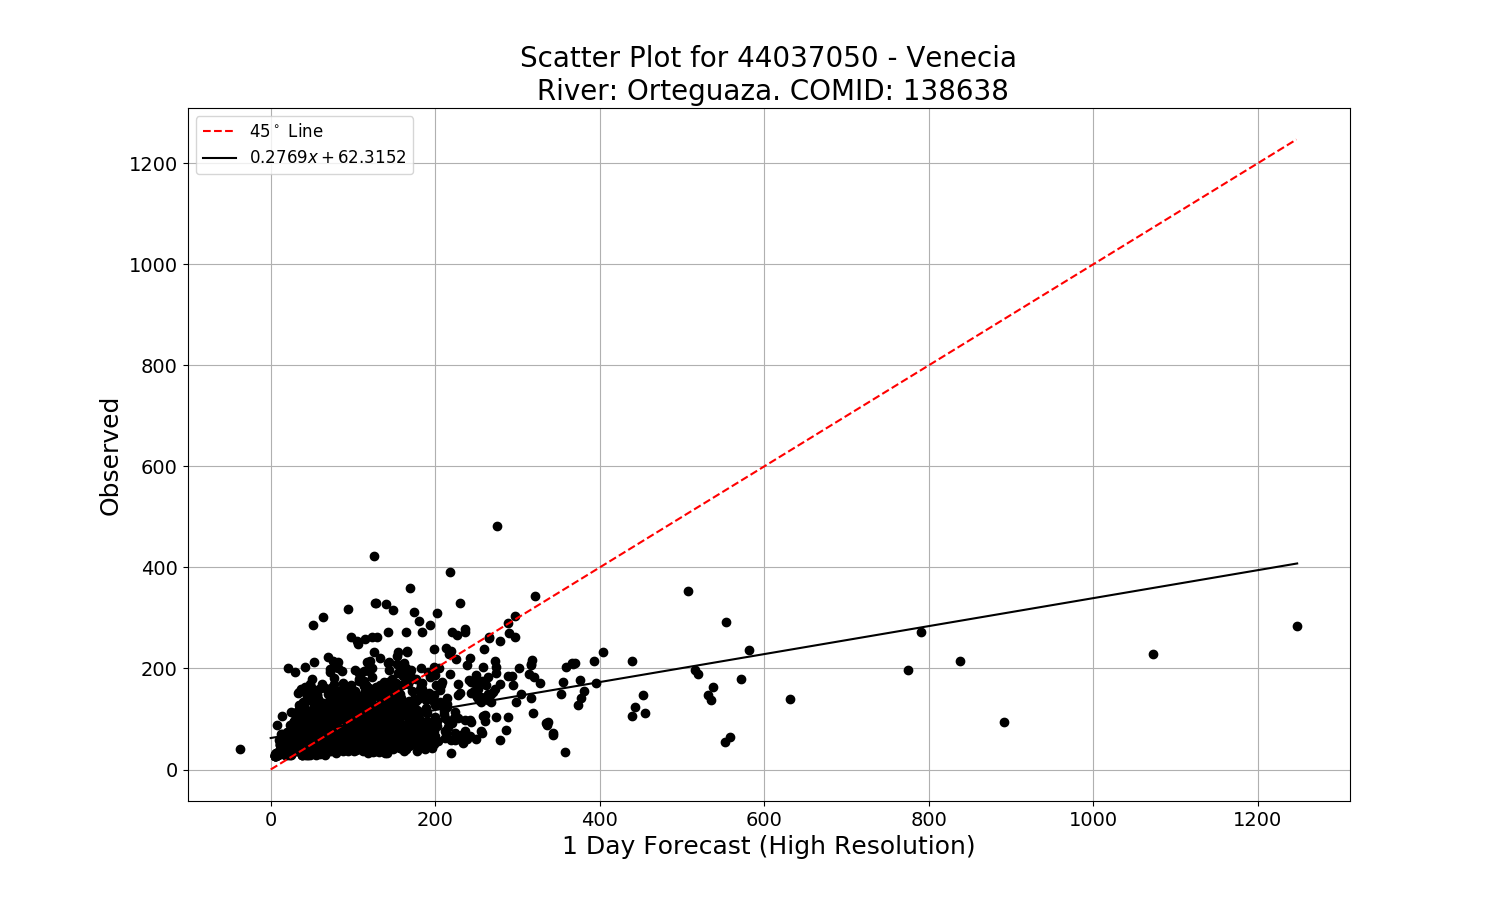 Scatter Plot for 44037050 - Venecia
River: Orteguaza. COMID: 138638
45° Line
0.2769x + 62.3152
1200
1000
800
600
400
200
0
Observed
0 200 400 600 800 1000 1200
1 Day Forecast (High Resolution)